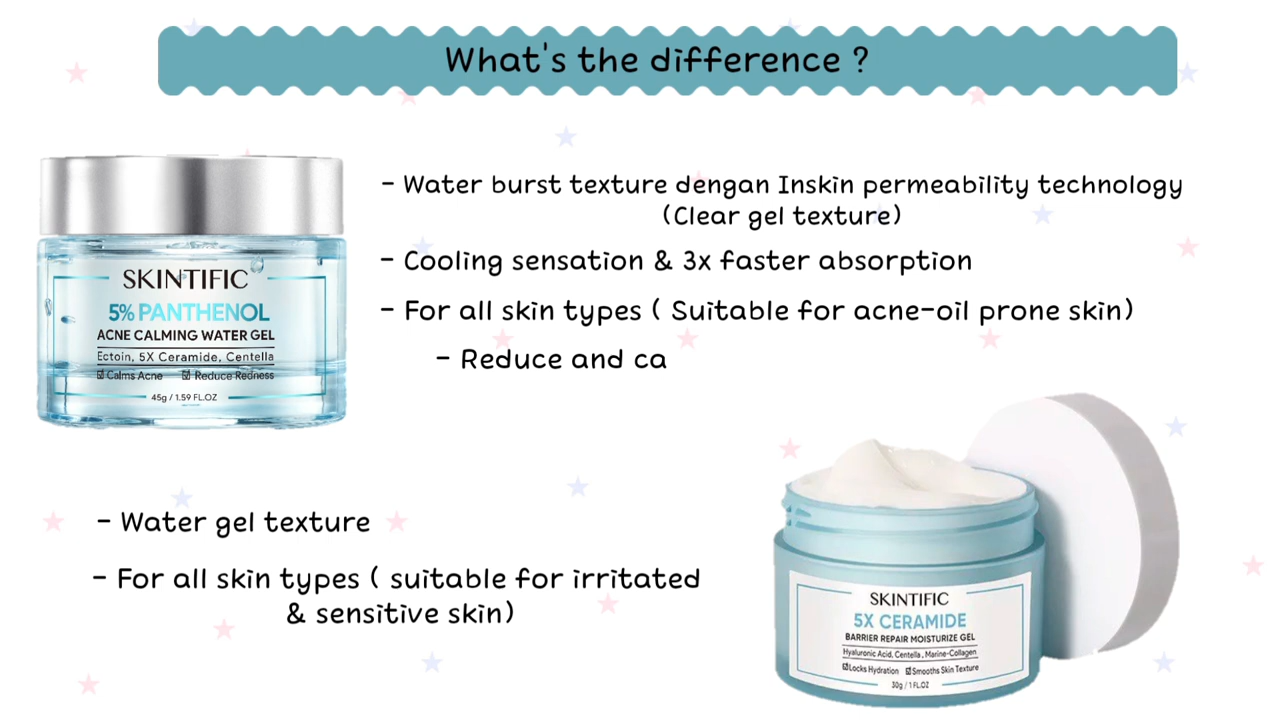 What's the difference ?
- Water burst texture dengan Inskin permeability technology
(Clear gel texture)
- Cooling sensation & 3x faster absorption
- For all skin types ( Suitable for acne-oil prone skin)
- Reduce and ca
SKINTIFIC
5% PANTHENOL
ACNE CALMING WATER GEL
Ectoin, 5X Ceramide, Centella
Calms Acne Reduce Redness
45g / 1.59 FL.OZ
- Water gel texture
- For all skin types ( suitable for irritated
& sensitive skin)
SKINTIFIC
5X CERAMIDE
BARRIER REPAIR MOISTURIZE GEL
Hyaluronic Acid, Centella , Marine-Collagen
Locks Hydration Smooths Skin Texture
30g / 1 FL.OZ